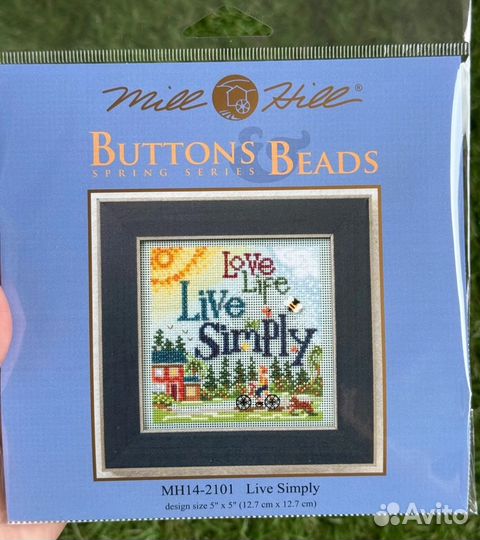 Mill Hill®
&
BUTTONS BEADS
SPRING SERIES
Love
Life
Live
Simply
MH14-2101 Live Simply
design size 5" x 5" (12.7 cm x 12.7 cm)
Avito